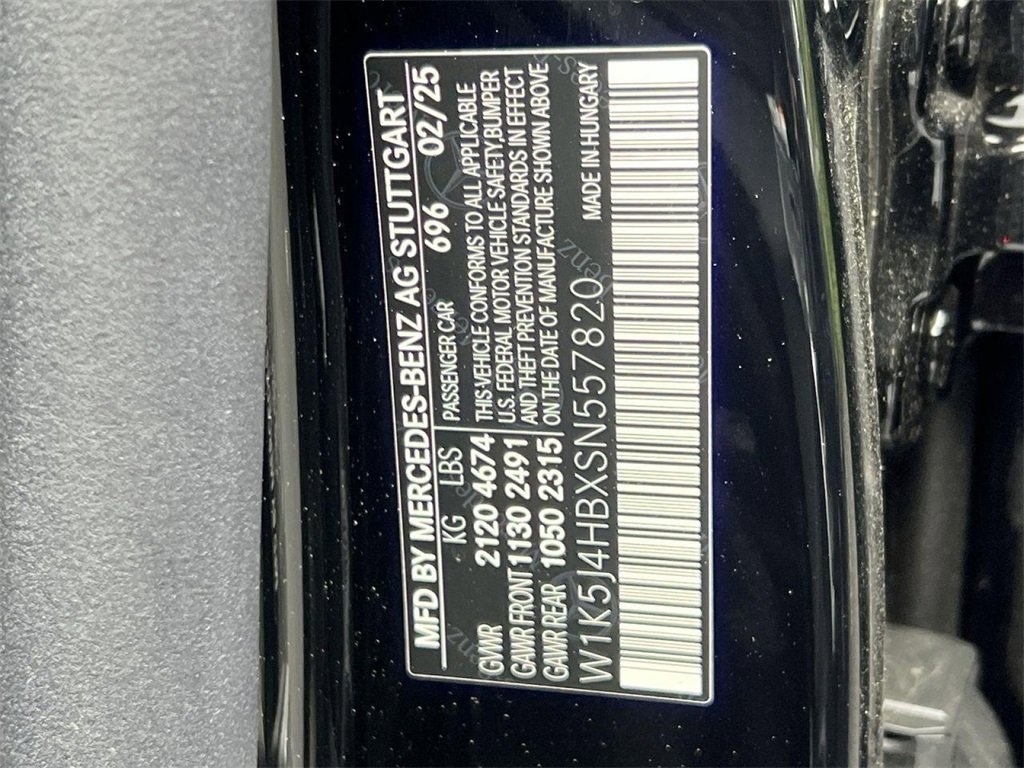 MFD BY MERCEDES-BENZ AG STUTTGART
KG LBS PASSENGER CAR 696 02/25
GVWR 2120 4674
GAWR FRONT 1130 2491
GAWR REAR 1050 2315
THIS VEHICLE CONFORMS TO ALL APPLICABLE
U.S. FEDERAL MOTOR VEHICLE SAFETY, BUMPER
AND THEFT PREVENTION STANDARDS IN EFFECT
ON THE DATE OF MANUFACTURE SHOWN ABOVE
W1K5J4HBXSN557820 MADE IN HUNGARY